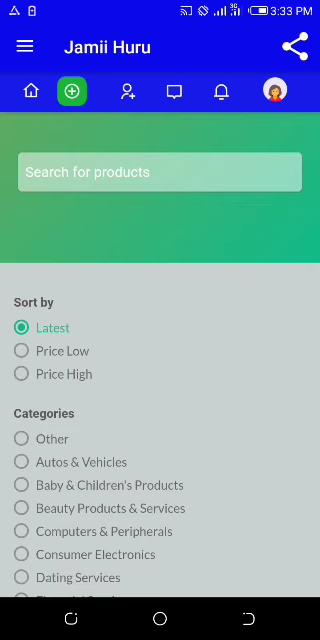 3G 3:33 PM
Jamii Huru
Search for products
Sort by
Latest
Price Low
Price High
Categories
Other
Autos & Vehicles
Baby & Children's Products
Beauty Products & Services
Computers & Peripherals
Consumer Electronics
Dating Services